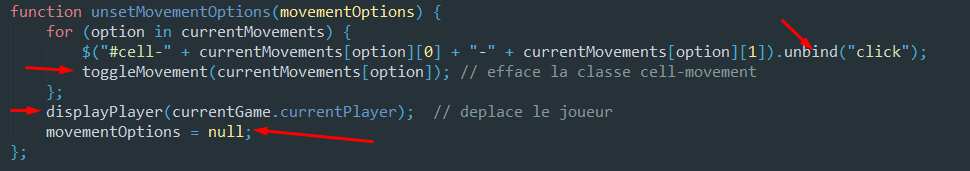 function unsetMovementOptions(movementOptions) {
for (option in currentMovements) {
$("#cell-" + currentMovements[option][0] + "-" + currentMovements[option][1]).unbind("click");
toggleMovement(currentMovements[option]); // efface la classe cell-movement
};
displayPlayer(currentGame.currentPlayer); // deplace le joueur
movementOptions = null;
};